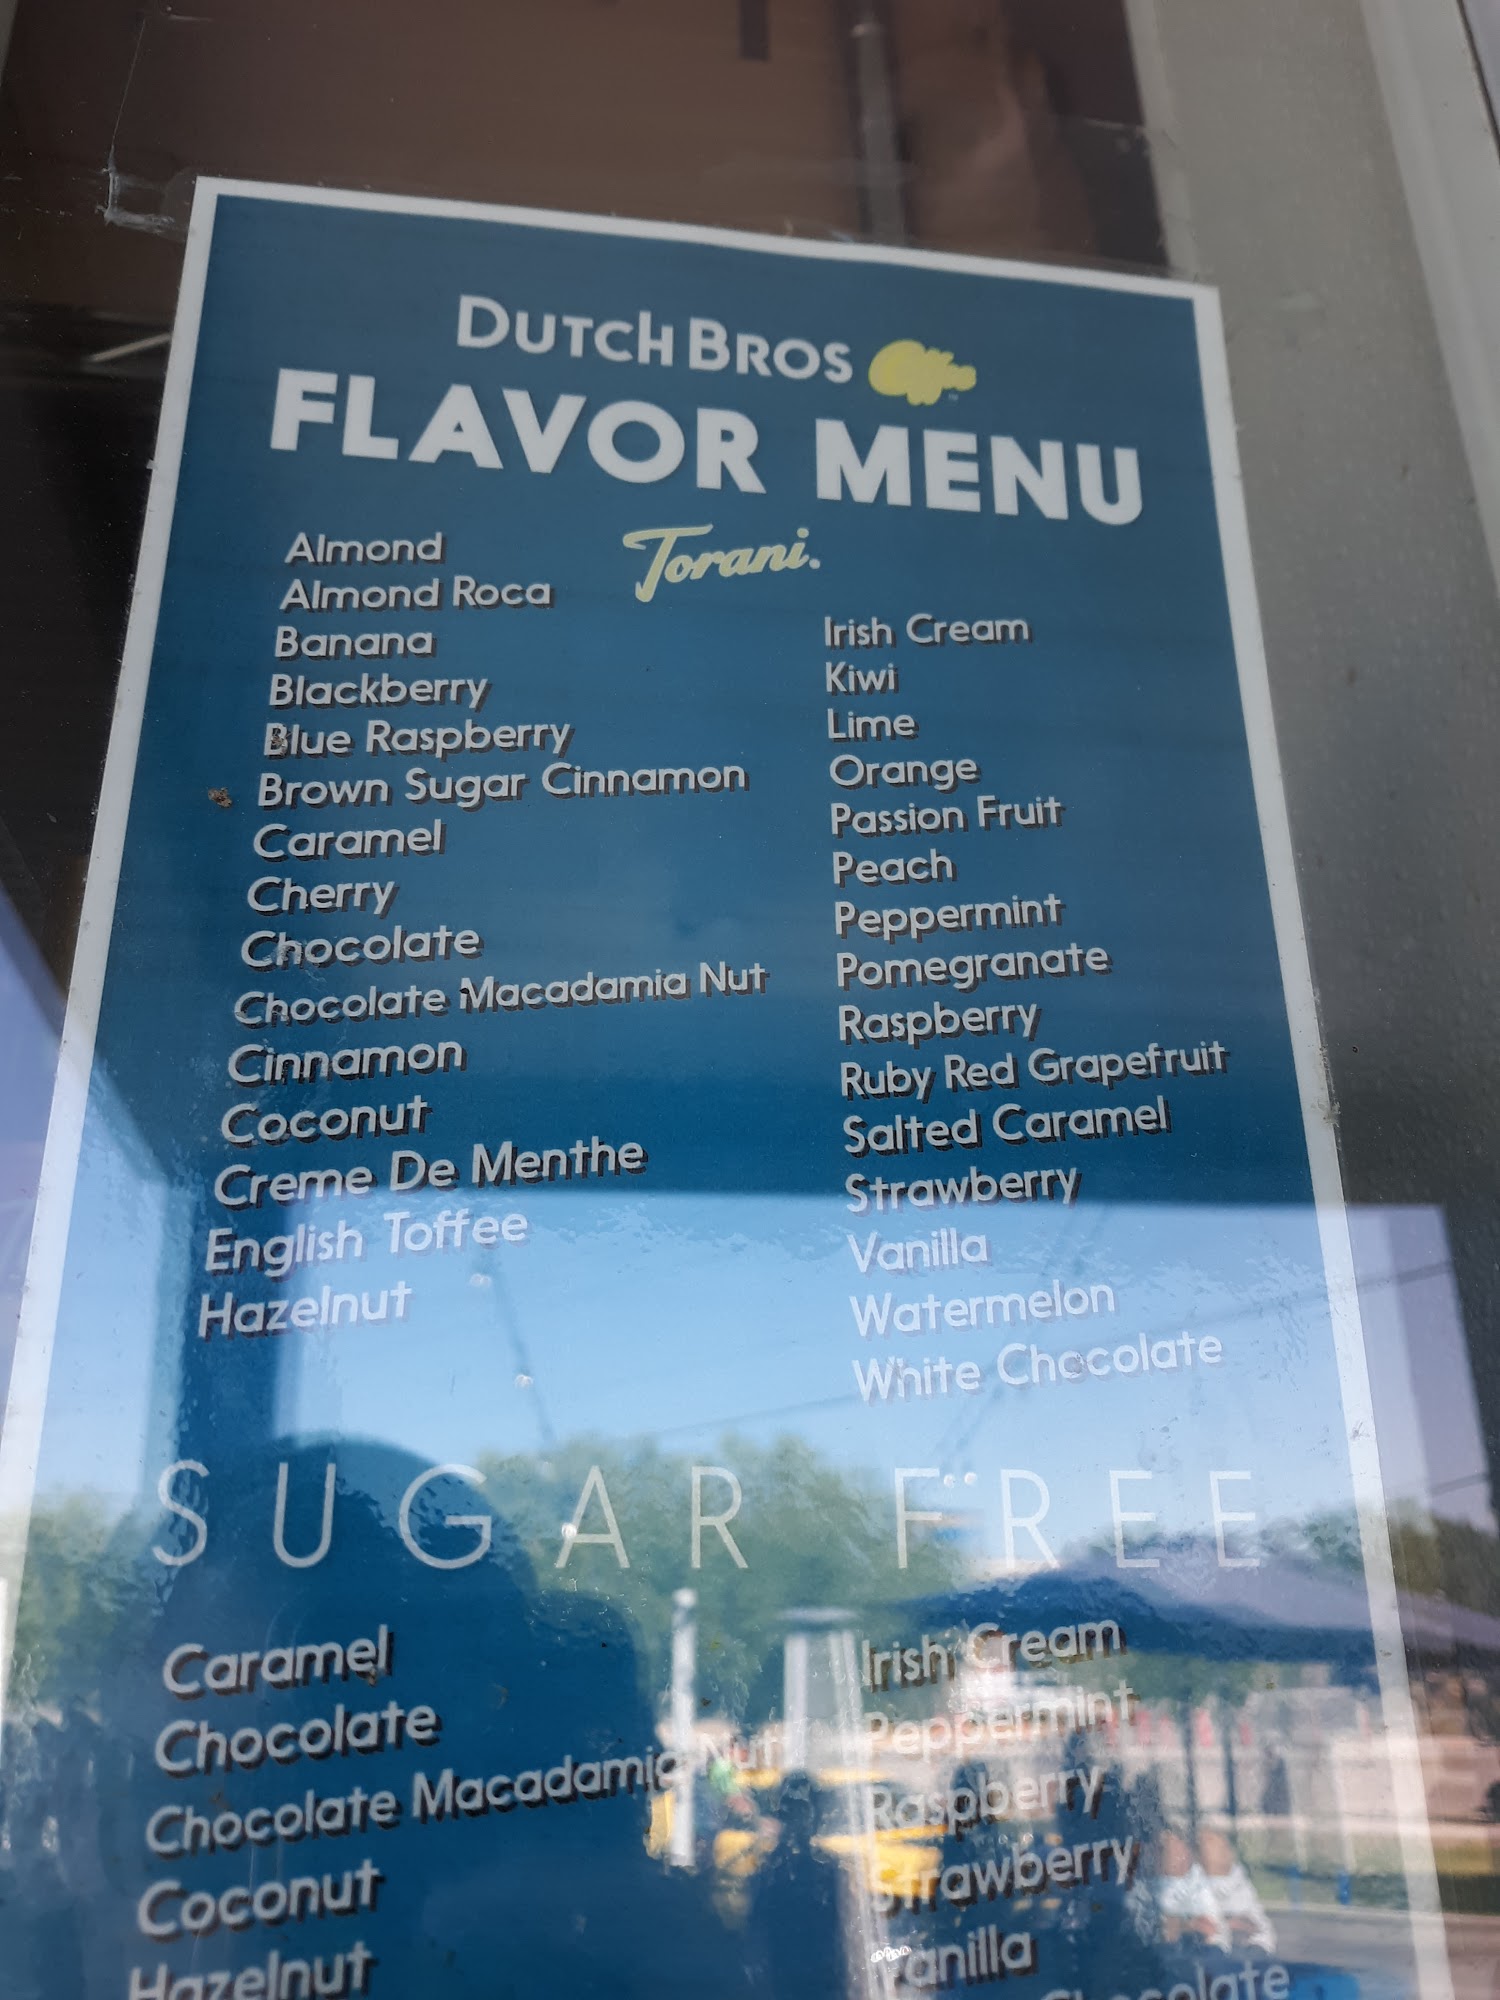 Dutch Bros Coffee
FLAVOR MENU
Torani.
Almond
Almond Roca
Banana
Blackberry
Blue Raspberry
Brown Sugar Cinnamon
Caramel
Cherry
Chocolate
Chocolate Macadamia Nut
Cinnamon
Coconut
Creme De Menthe
English Toffee
Hazelnut
Irish Cream
Kiwi
Lime
Orange
Passion Fruit
Peach
Peppermint
Pomegranate
Raspberry
Ruby Red Grapefruit
Salted Caramel
Strawberry
Vanilla
Watermelon
White Chocolate
SUGAR FREE
Caramel
Chocolate
Chocolate Macadamia Nut
Coconut
Hazelnut
Irish Cream
Peppermint
Raspberry
Strawberry
Vanilla
Chocolate